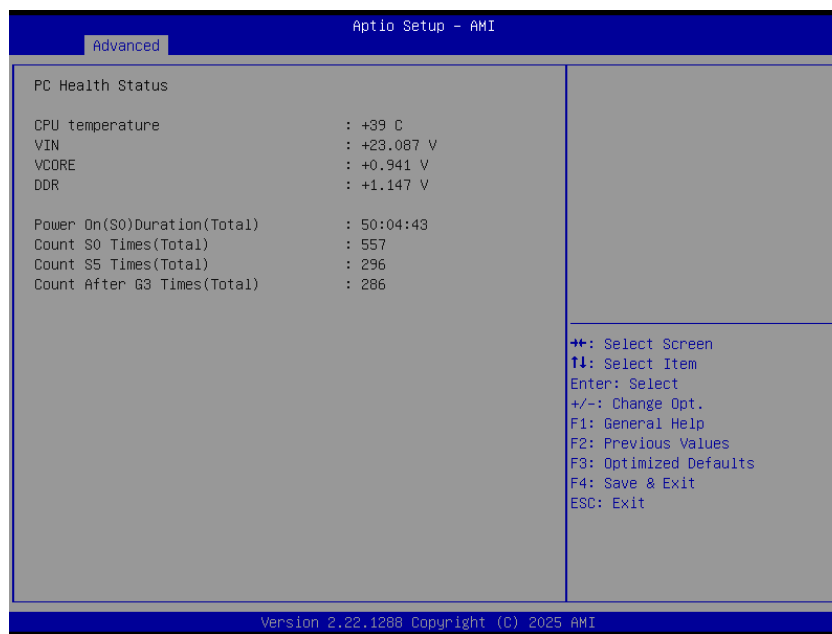 Aptio Setup – AMI
Advanced
PC Health Status
CPU temperature : +39 C
VIN : +23.087 V
VCORE : +0.941 V
DDR : +1.147 V
Power On(S0)Duration(Total) : 50:04:43
Count S0 Times(Total) : 557
Count S5 Times(Total) : 296
Count After G3 Times(Total) : 286
→←: Select Screen
↑↓: Select Item
Enter: Select
+/-: Change Opt.
F1: General Help
F2: Previous Values
F3: Optimized Defaults
F4: Save & Exit
ESC: Exit
Version 2.22.1288 Copyright (C) 2025 AMI